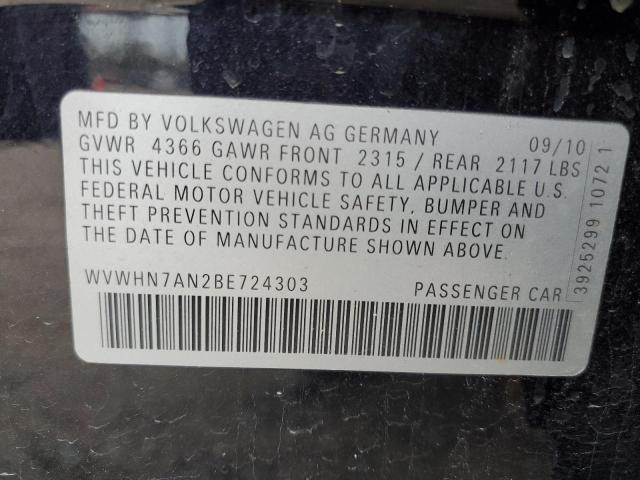 MFD BY VOLKSWAGEN AG GERMANY 09/10
GVWR 4366 GAWR FRONT 2315 / REAR 2117 LBS
THIS VEHICLE CONFORMS TO ALL APPLICABLE U.S.
FEDERAL MOTOR VEHICLE SAFETY, BUMPER AND
THEFT PREVENTION STANDARDS IN EFFECT ON
THE DATE OF MANUFACTURE SHOWN ABOVE.
WVWHN7AN2BE724303 PASSENGER CAR
3925299 1072 1